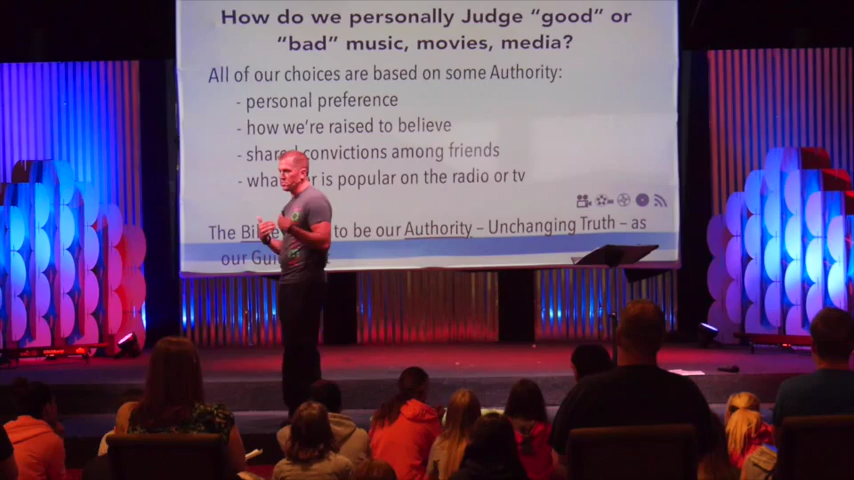 How do we personally Judge “good” or
“bad” music, movies, media?
All of our choices are based on some Authority:
- personal preference
- how we’re raised to believe
- shared convictions among friends
- is popular on the radio or tv
The to be our Authority – Unchanging Truth – as
our